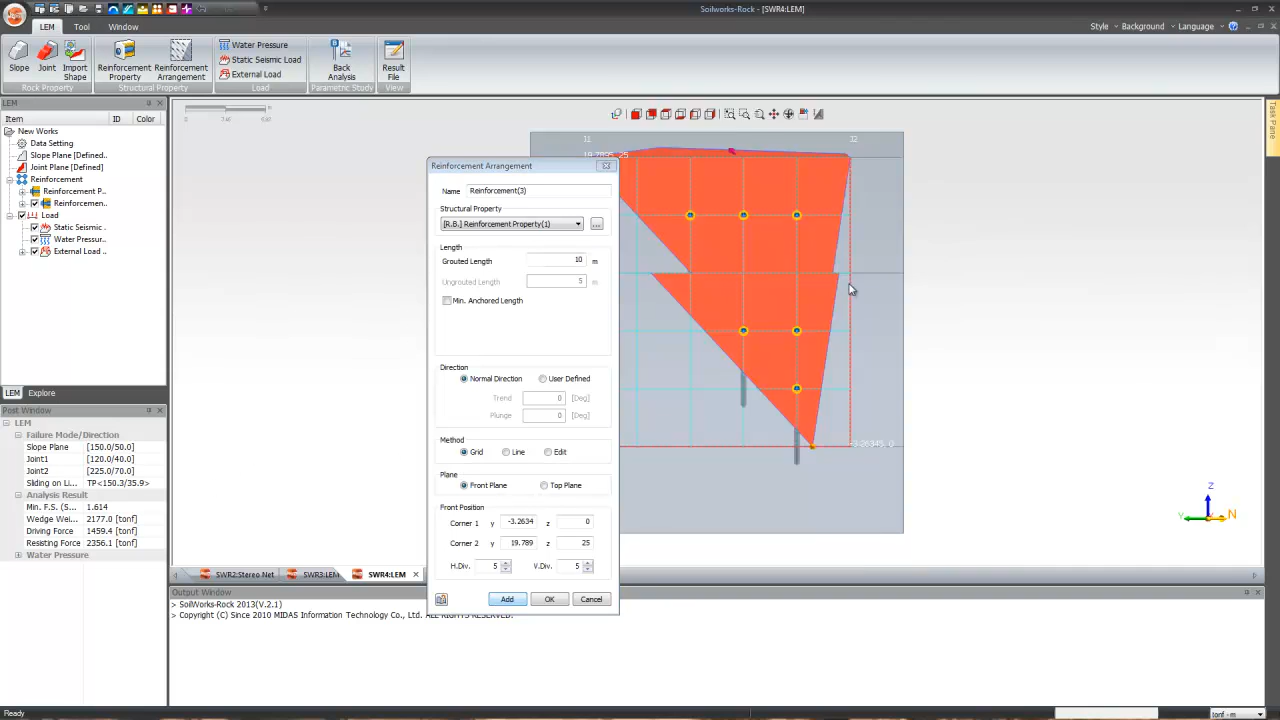 Soilworks-Rock - [SWR4:LEM]
LEM Tool Window
Style Background Language
Slope
Joint
Import
Shape
Reinforcement
Property
Reinforcement
Arrangement
Water Pressure
Static Seismic Load
External Load
Back
Analysis
Result
File
Rock Property
Structural Property
Load
Parametric Study
View
LEM
Item ID Color
New Works
Data Setting
Slope Plane [Defined..
Joint Plane [Defined]
Reinforcement
Reinforcement P..
Reinforcemen..
Load
Static Seismic ..
Water Pressur..
External Load ..
LEM Explore
Post Window
LEM
Failure Mode/Direction
Slope Plane [150.0/50.0]
Joint1 [120.0/40.0]
Joint2 [225.0/70.0]
Sliding on Li... TP<150.3/35.9>
Analysis Result
Min. F.S. (S... 1.614
Wedge Wei... 2177.0 [tonf]
Driving Force 1459.4 [tonf]
Resisting Force 2356.1 [tonf]
Water Pressure
0
11
32
Reinforcement Arrangement
Name Reinforcement(3)
Structural Property
[R.B.] Reinforcement Property(1)
...
Length
Grouted Length 10 m
Ungrouted Length 5 m
Min. Anchored Length
Direction
Normal Direction User Defined
Trend 0 [Deg]
Plunge 0 [Deg]
Method
Grid Line Edit
Plane
Front Plane Top Plane
Front Position
Corner 1 y -3.2634 z 0
Corner 2 y 19.789 z 25
H.Div. 5 V.Div. 5
Add OK Cancel
Z
Y
N
Task Pane
SWR2:Stereo Net SWR3:LEM SWR4:LEM
Output Window
> SoilWorks-Rock 2013(V.2.1)
> Copyright (C) Since 2010 MIDAS Information Technology Co., Ltd. ALL RIGHTS RESERVED.
Ready
tonf - m